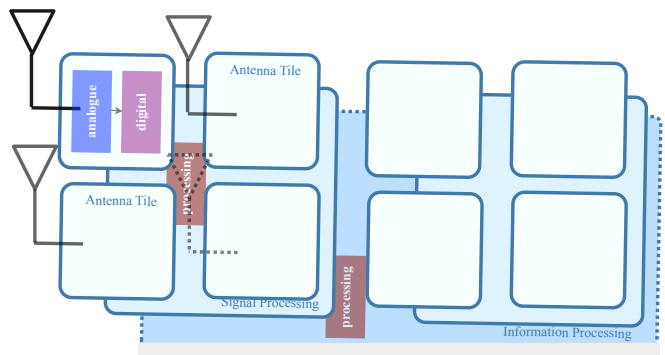 Antenna Tile
analogue
digital
processing
Antenna Tile
processing
Signal Processing
Information Processing